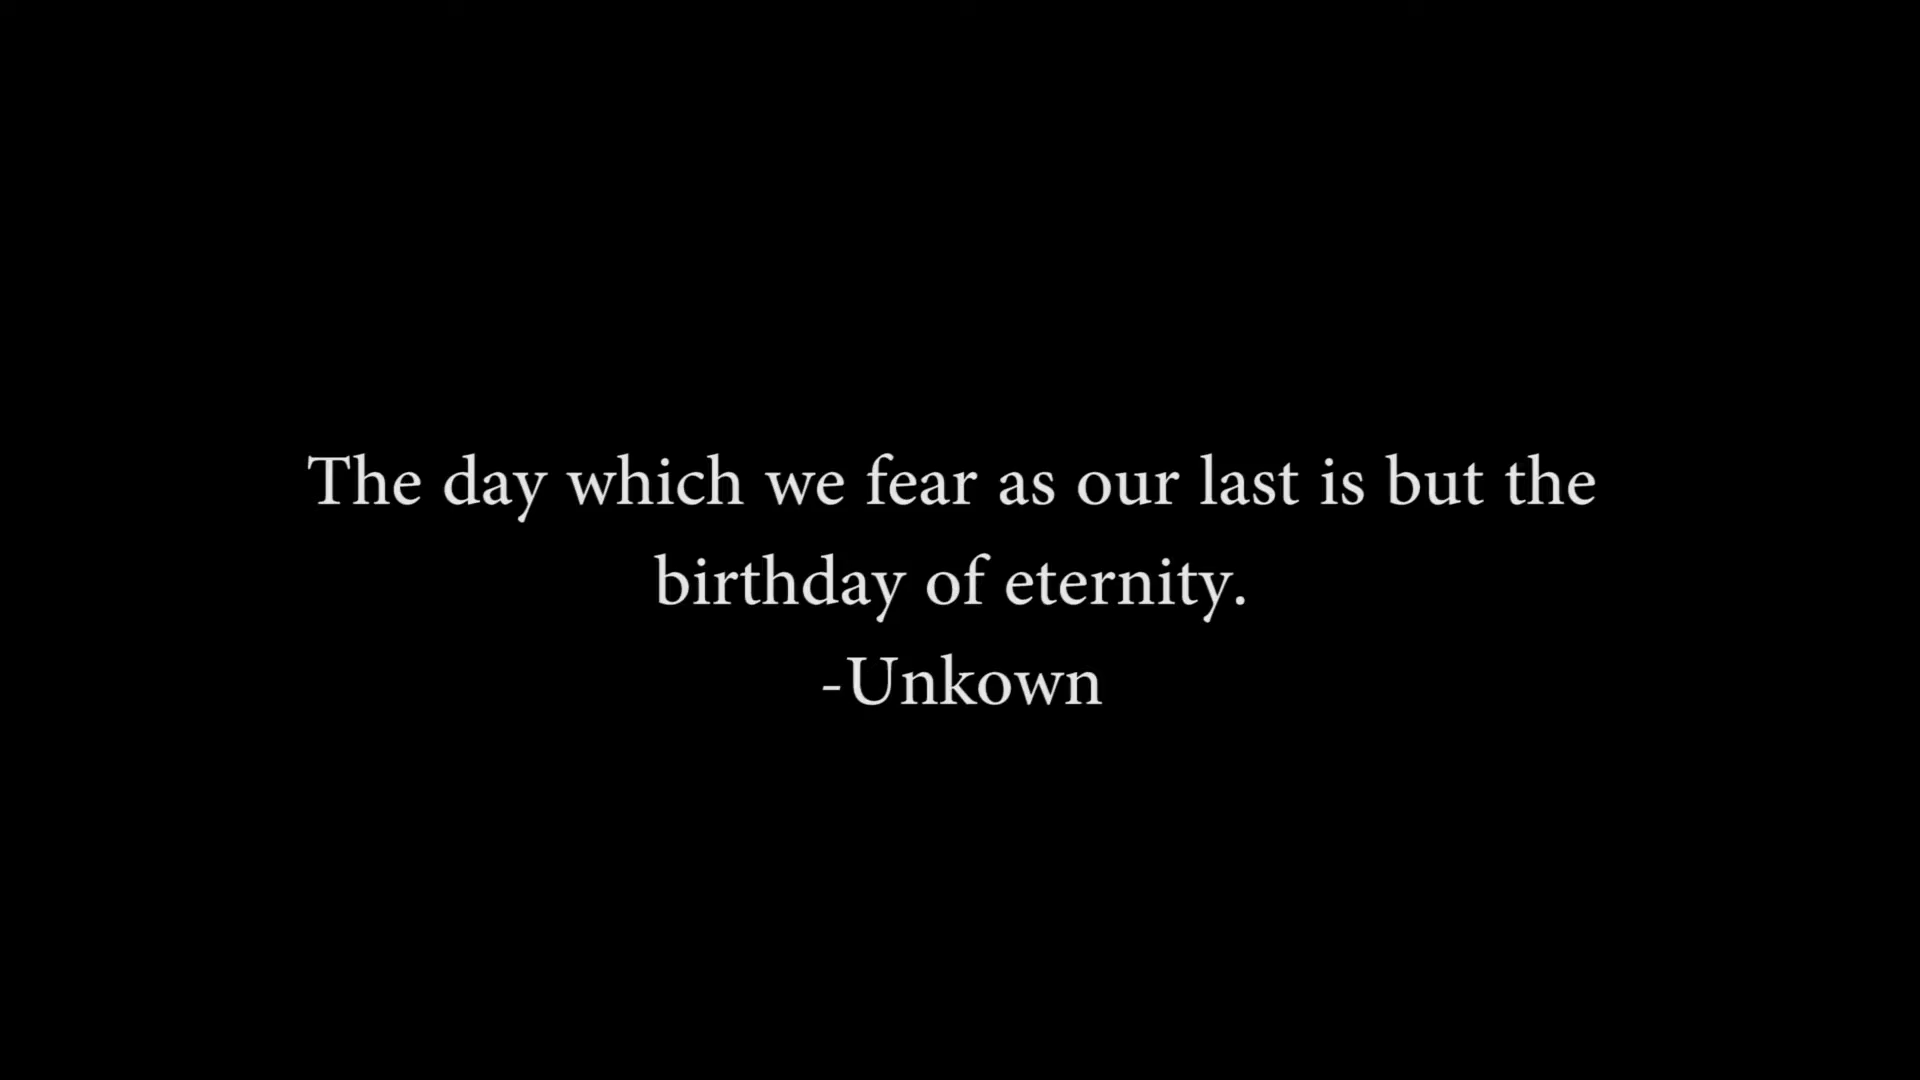 The day which we fear as our last is but the
birthday of eternity.
-Unkown